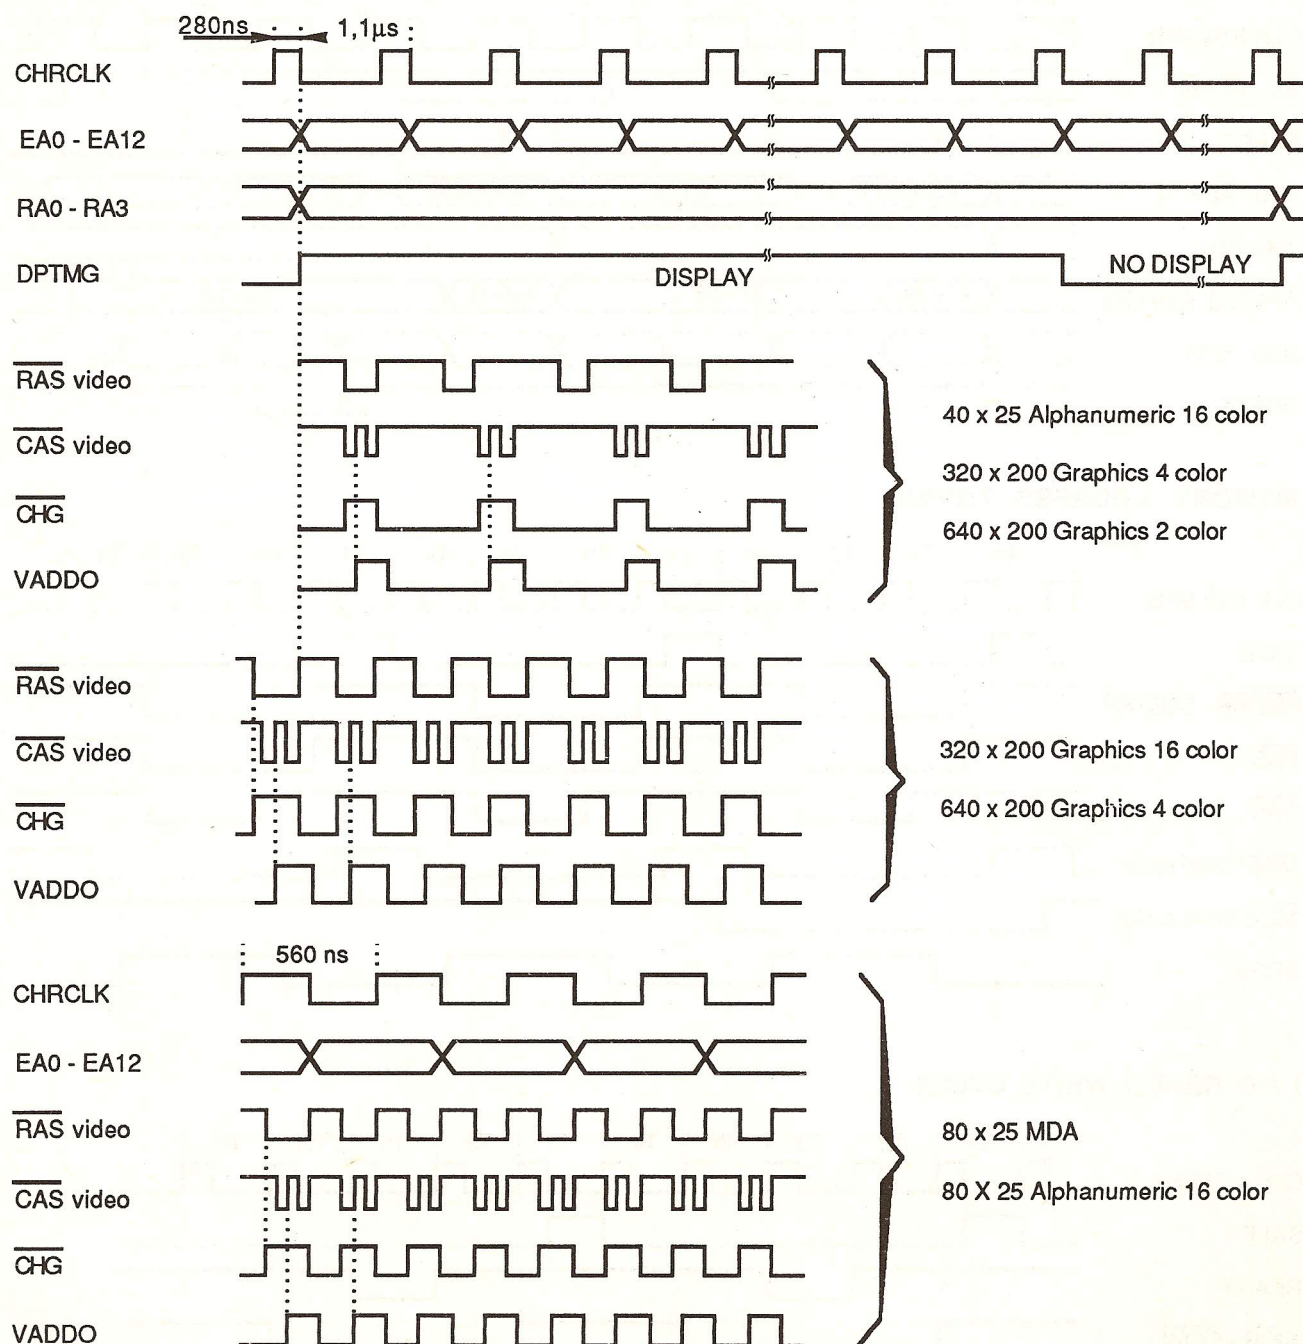 280ns 1,1µs
CHRCLK
EA0 - EA12
RA0 - RA3
DPTMG DISPLAY NO DISPLAY
RAS video
CAS video
CHG
VADDO
40 x 25 Alphanumeric 16 color
320 x 200 Graphics 4 color
640 x 200 Graphics 2 color
RAS video
CAS video
CHG
VADDO
320 x 200 Graphics 16 color
640 x 200 Graphics 4 color
560 ns
CHRCLK
EA0 - EA12
RAS video
CAS video
CHG
VADDO
80 x 25 MDA
80 X 25 Alphanumeric 16 color